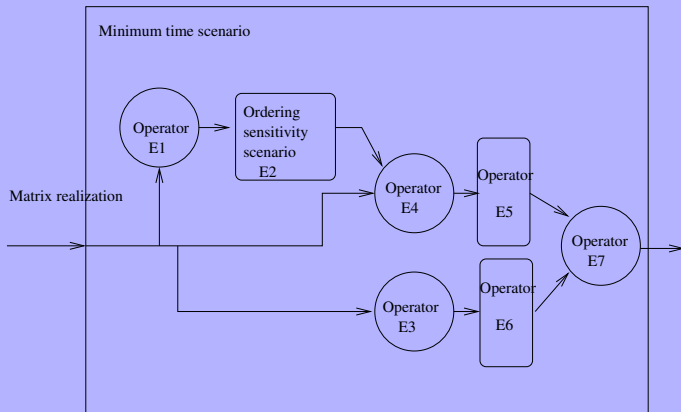 Minimum time scenario
Operator
E1
Ordering
sensitivity
scenario
E2
Matrix realization
Operator
E4
Operator
E5
Operator
E7
Operator
E3
Operator
E6